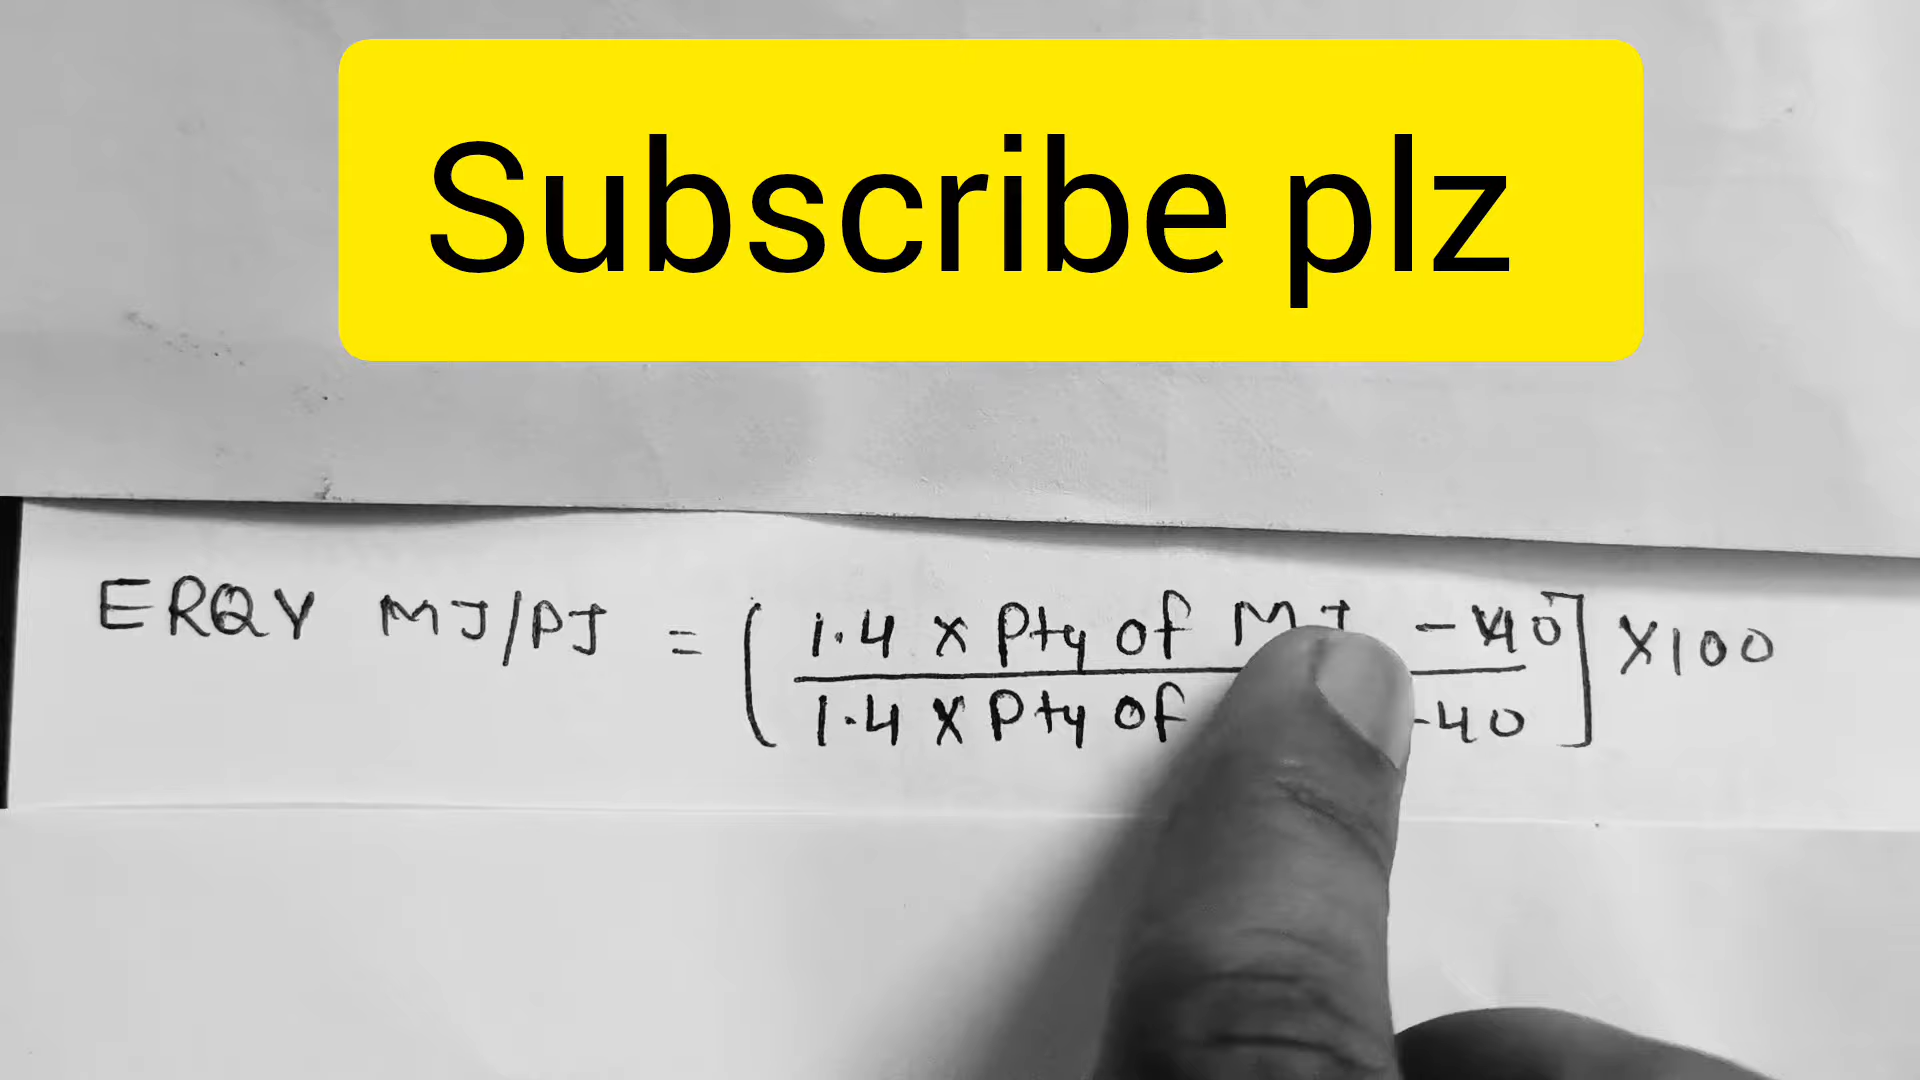 Subscribe plz
ERQY MJ/PJ = (1.4 x Pty of MJ - 40] X100
1.4 X Pty of -40